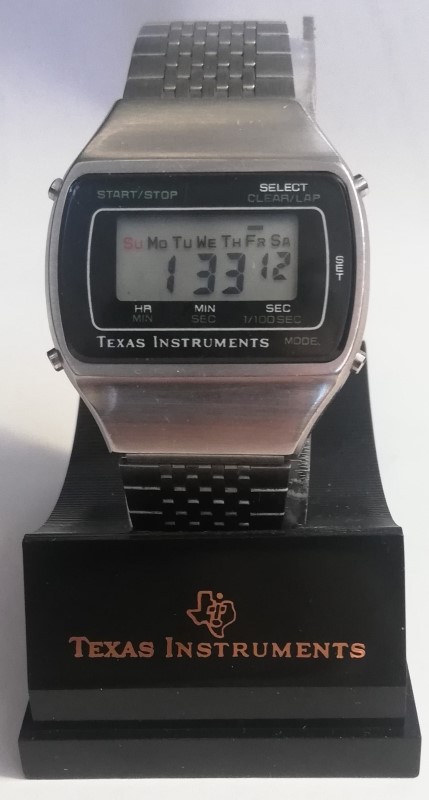 START/STOP SELECT
CLEAR/LAP
Su Mo Tu We Th Fr Sa
1 33 12
SET
HR MIN SEC
MIN SEC 1/100 SEC
TEXAS INSTRUMENTS MODE
TEXAS INSTRUMENTS